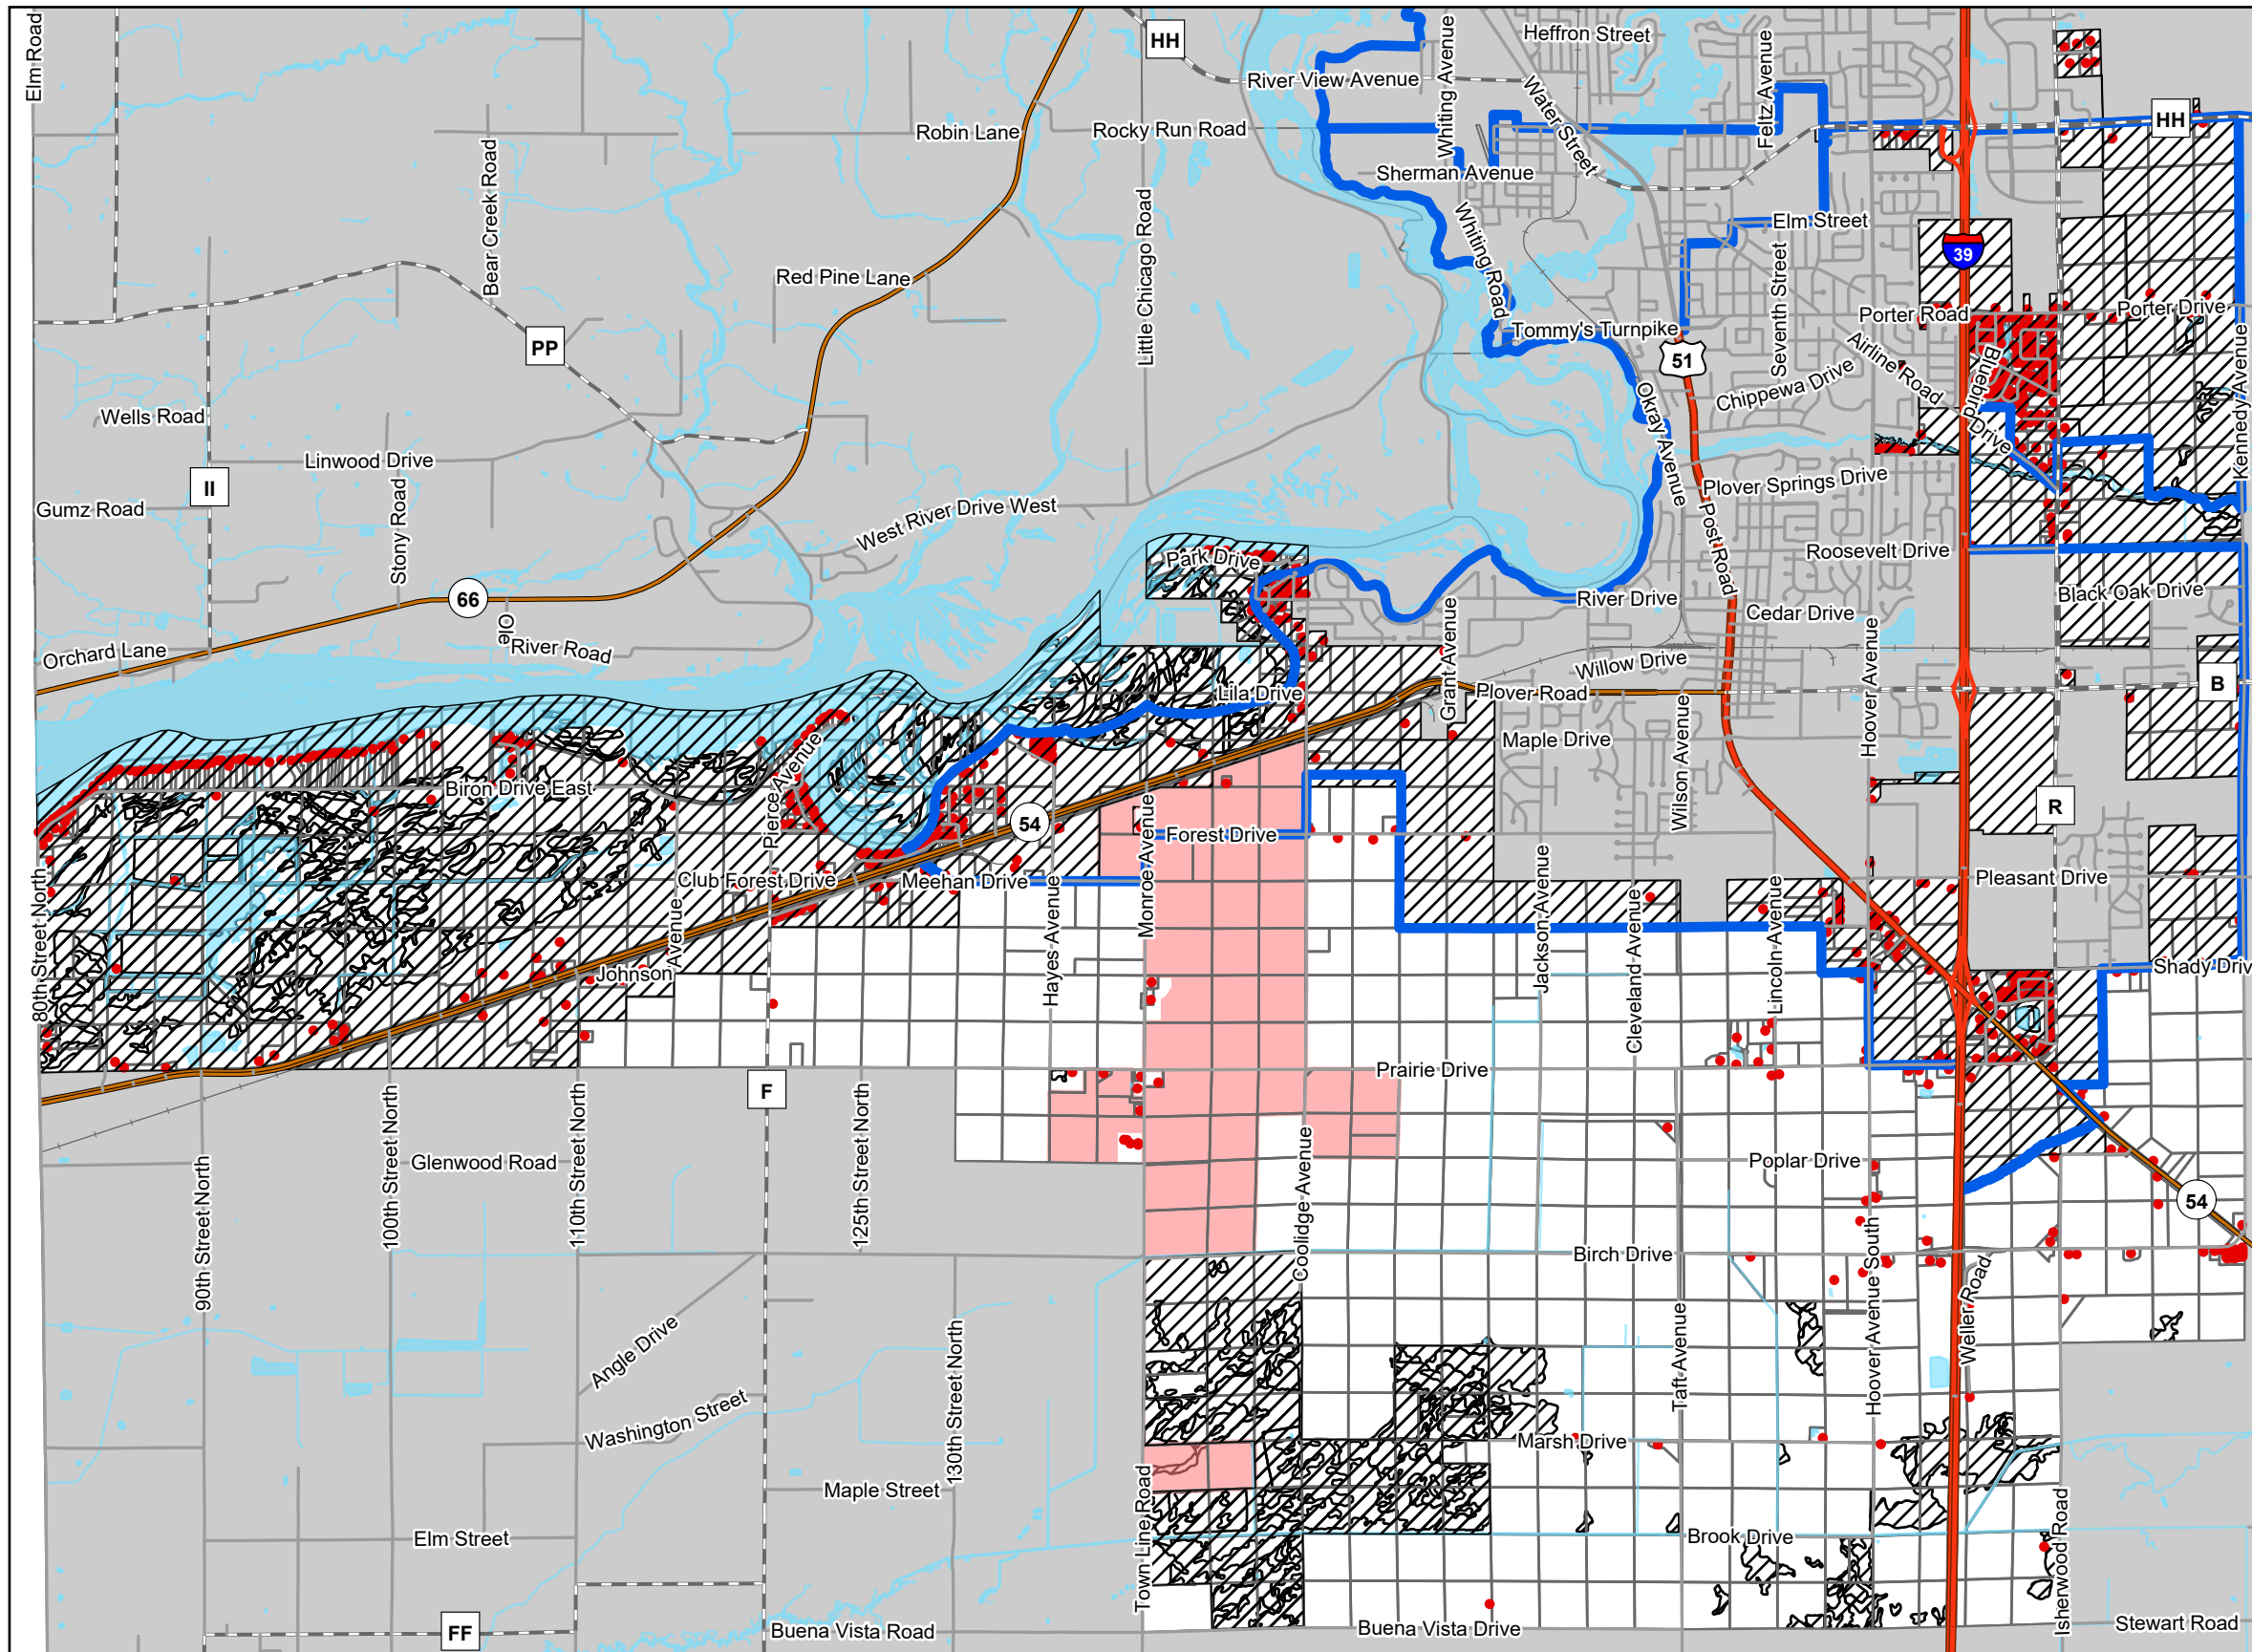 Elm Road
HH
Heffron Street
River View Avenue
Whiting Avenue
Water Street
Feltz Avenue
HH
Robin Lane
Rocky Run Road
Sherman Avenue
Bear Creek Road
Little Chicago Road
Whiting Road
Elm Street
39
Red Pine Lane
Seventh Street
Porter Road
Porter Drive
Tommy's Turnpike
51
PP
Airline Road
Bluebird
Drive
Kennedy Avenue
Chippewa Drive
Okray Avenue
Wells Road
Linwood Drive
II
Gumz Road
Stony Road
West River Drive West
Plover Springs Drive
Post Road
Park Drive
Roosevelt Drive
66
Ole
River Road
River Drive
Black Oak Drive
Cedar Drive
Grant Avenue
Orchard Lane
Willow Drive
Hoover Avenue
Lila Drive
Plover Road
B
Maple Drive
Wilson Avenue
Biron Drive East
Pierce Avenue
54
Monroe Avenue
Forest Drive
R
80th Street North
Club Forest Drive
Meehan Drive
Pleasant Drive
Hayes Avenue
Jackson Avenue
Cleveland Avenue
Lincoln Avenue
Johnson
Avenue
Shady Driv
Prairie Drive
F
90th Street North
100th Street North
110th Street North
125th Street North
Glenwood Road
Coolidge Avenue
Poplar Drive
54
Birch Drive
Hoover Avenue South
Weller Road
Angle Drive
Washington Street
130th Street North
Taft Avenue
Marsh Drive
Maple Street
Town Line Road
Elm Street
Brook Drive
Isherwood Road
FF
Buena Vista Road
Buena Vista Drive
Stewart Road